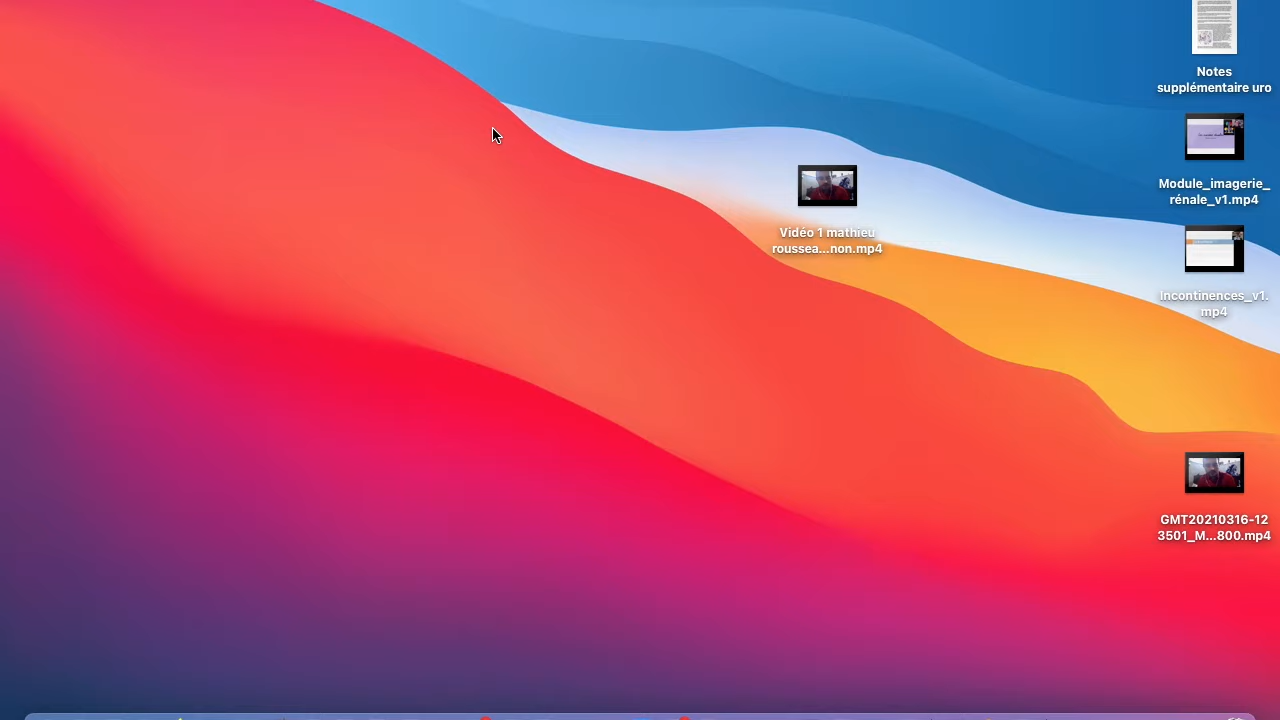 Notes
supplémentaire uro
Module_imagerie_
rénale_v1.mp4
Vidéo 1 mathieu
roussea...non.mp4
Incontinences_v1.
mp4
GMT20210316-12
3501_M...800.mp4